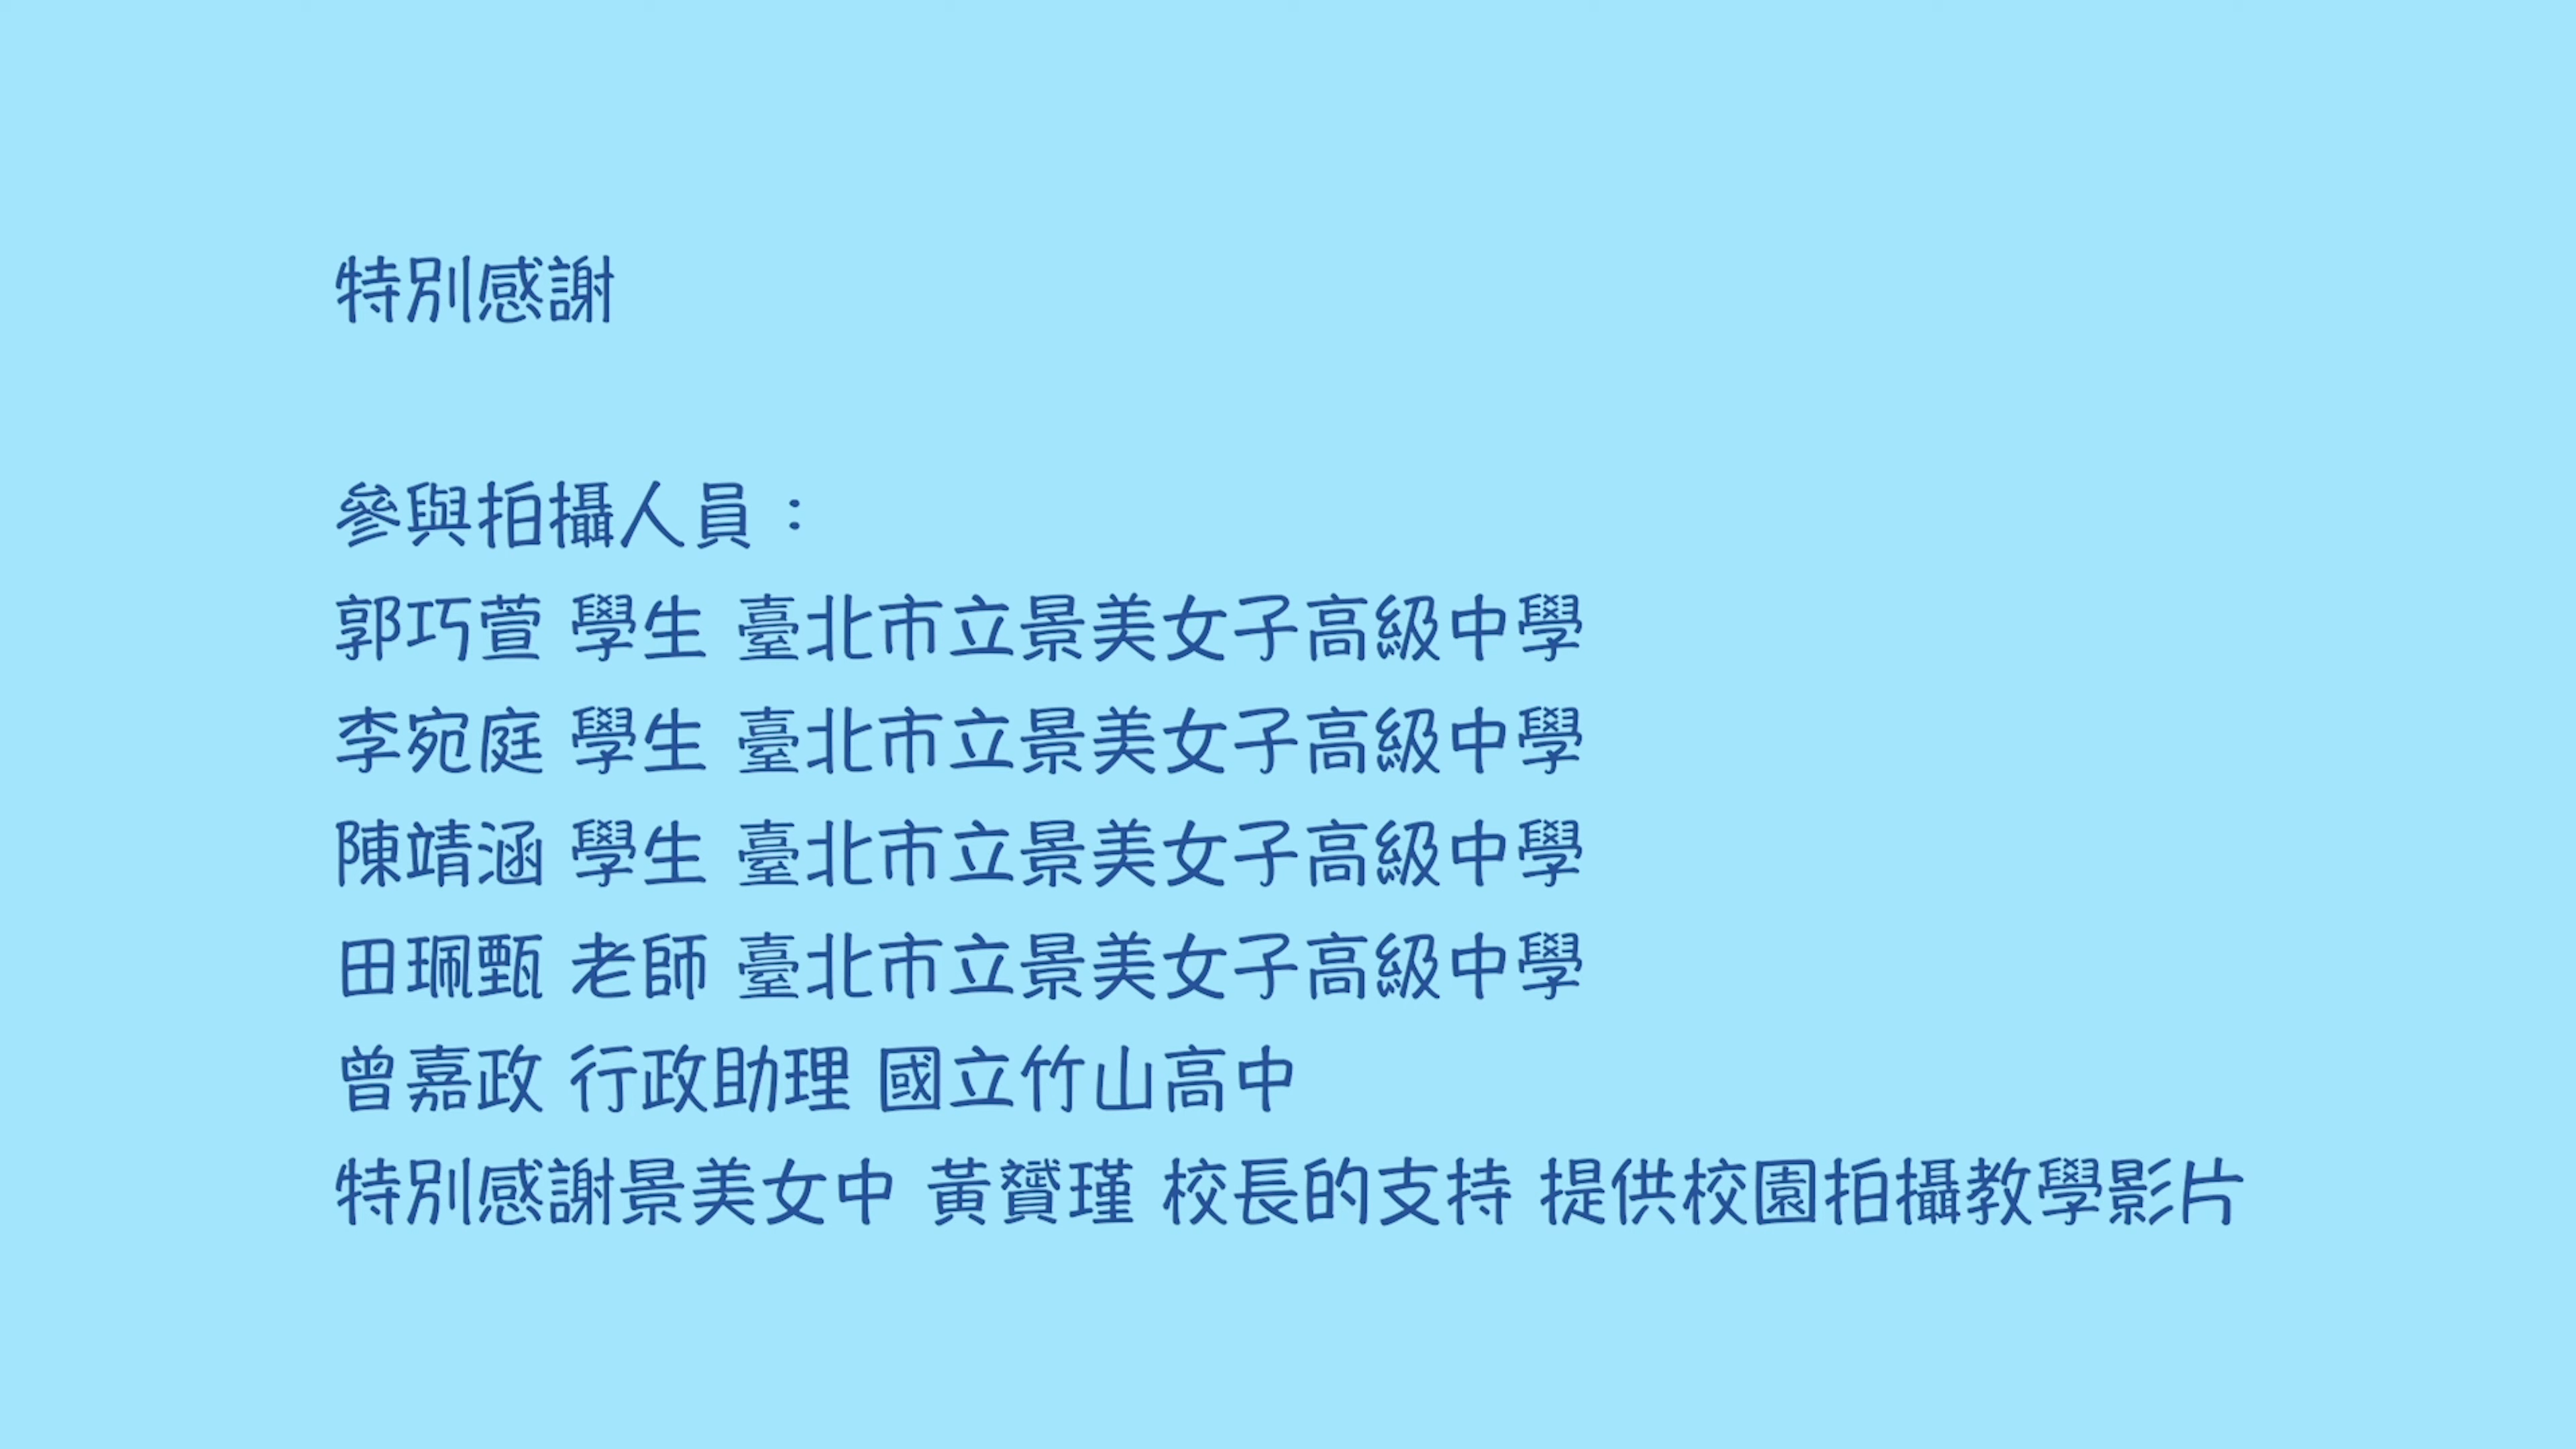 特別感謝
參與拍攝人員：
郭巧萱 學生 臺北市立景美女子高級中學
李宛庭 學生 臺北市立景美女子高級中學
陳靖涵 學生 臺北市立景美女子高級中學
田珮甄 老師 臺北市立景美女子高級中學
曾嘉政 行政助理 國立竹山高中
特別感謝景美女中 黃贇瑾 校長的支持 提供校園拍攝教學影片